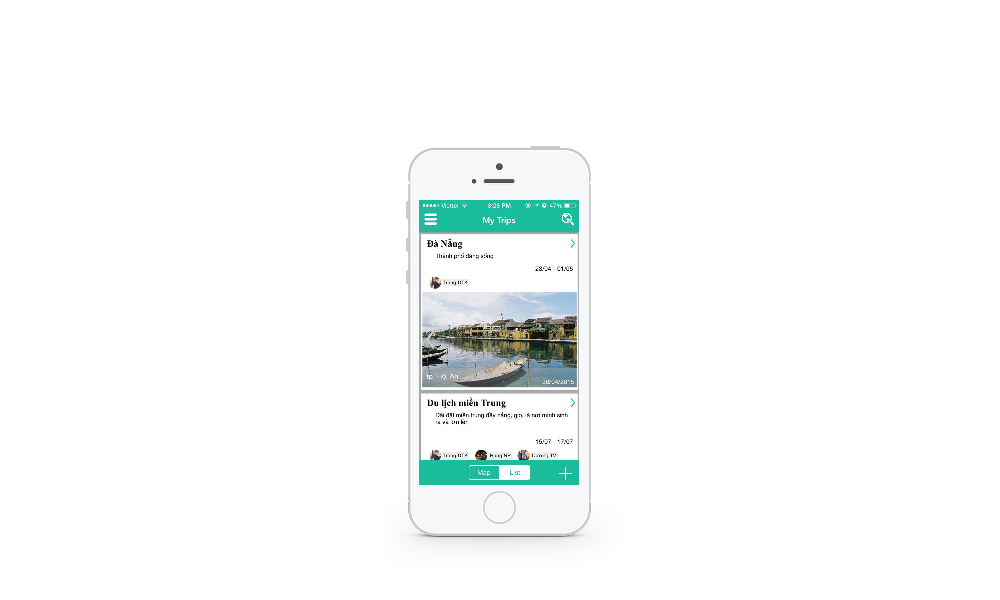 Viettel 3:28 PM 47%
My Trips
Đà Nẵng
Thành phố đáng sống
28/04 - 01/05
Trang DTK
tp. Hội An
30/04/2015
Du lịch miền Trung
Dải đất miền trung đầy nắng, gió, là nơi mình sinh
ra và lớn lên
15/07 - 17/07
Trang DTK Hung NP Dương TV
Map List